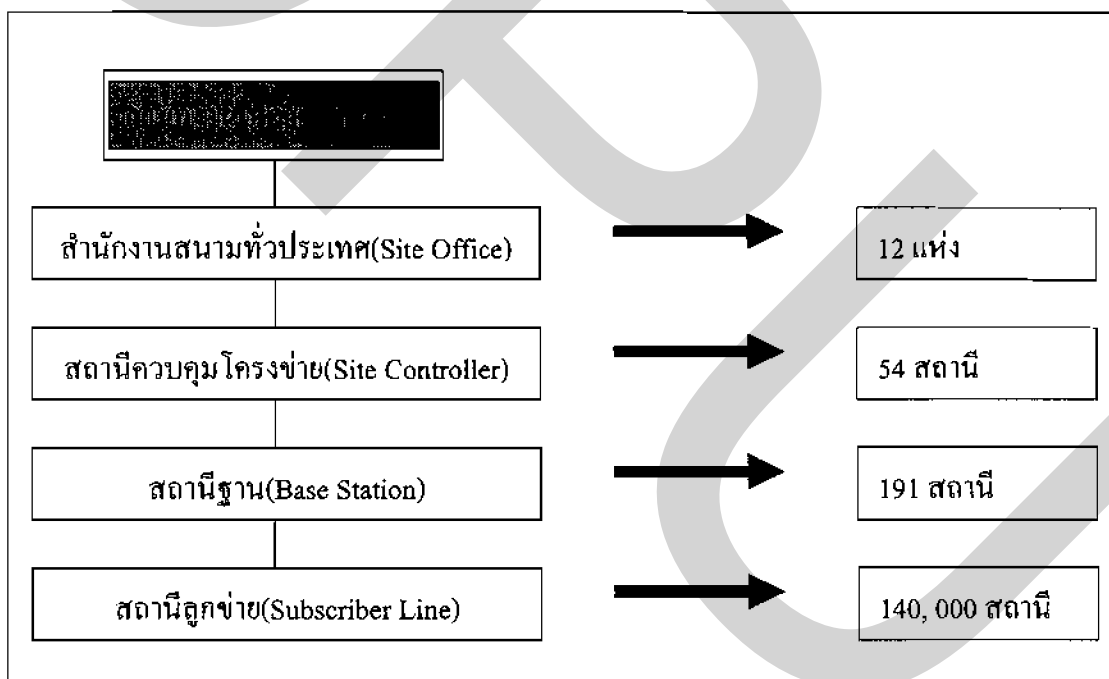 สำนักงานสนามทั่วประเทศ(Site Office)
12 แห่ง
สถานีควบคุมโครงข่าย(Site Controller)
54 สถานี
สถานีฐาน(Base Station)
191 สถานี
สถานีลูกข่าย(Subscriber Line)
140, 000 สถานี